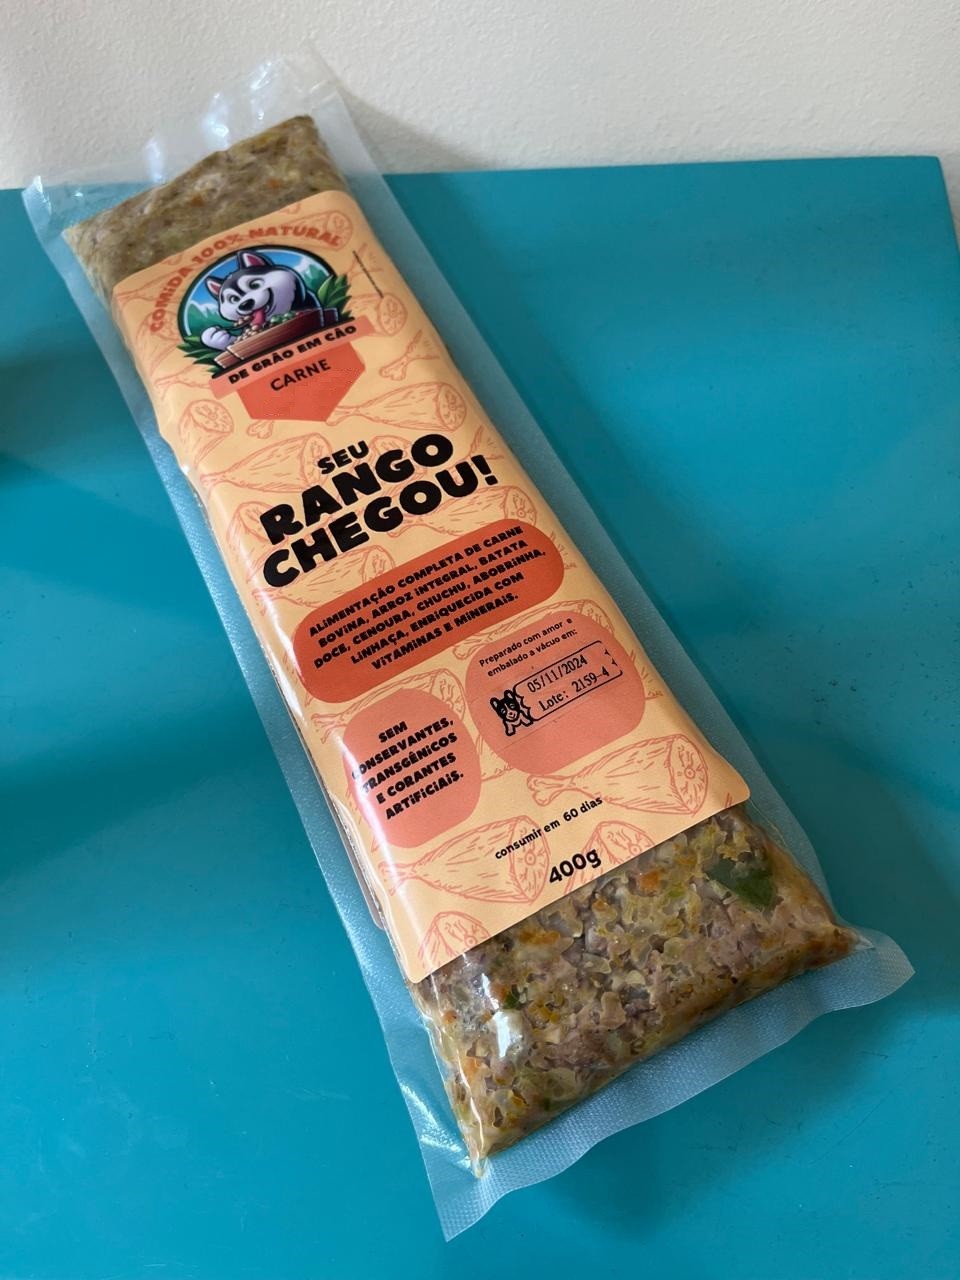 COMIDA 100% NATURAL
DE GRÃO EM CÃO
CARNE
SEU
RANGO
CHEGOU!
ALIMENTAÇÃO COMPLETA DE CARNE
BOVINA, ARROZ INTEGRAL, BATATA
DOCE, CENOURA, CHUCHU, ABOBRINHA,
LINHAÇA, ENRIQUECIDA COM
VITAMINAS E MINERAIS.
Preparado com amor e
embalado a vácuo em:
05/11/2024
Lote: 2159-4
SEM
CONSERVANTES,
TRANSGÊNICOS
E CORANTES
ARTIFICIAIS.
consumir em 60 dias
400g